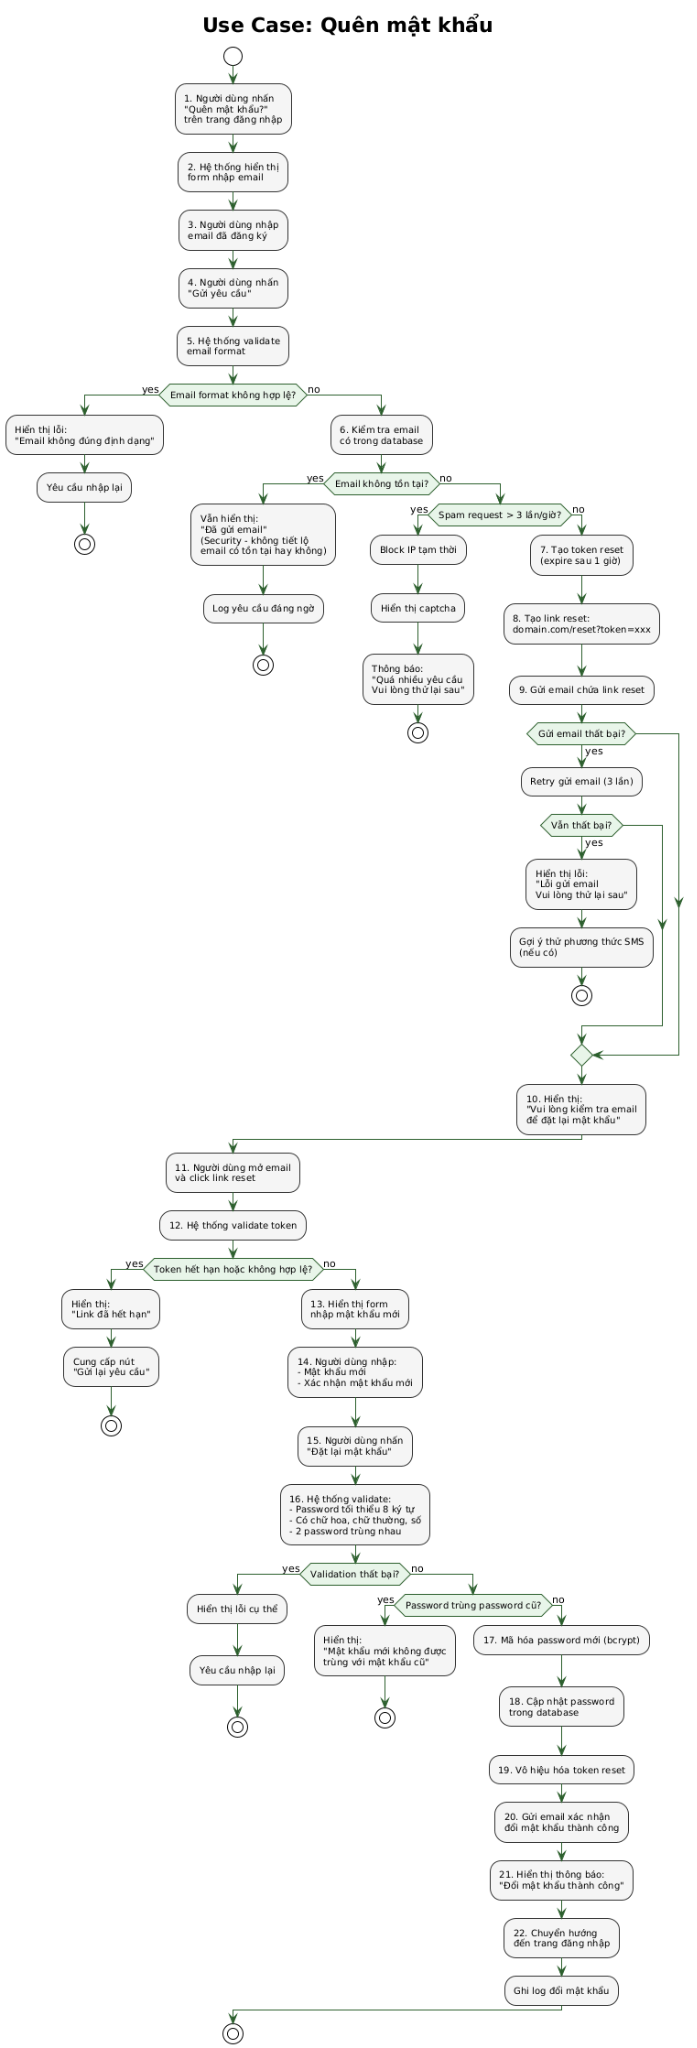 Use Case: Quên mật khẩu
1. Người dùng nhấn
"Quên mật khẩu?"
trên trang đăng nhập
2. Hệ thống hiển thị
form nhập email
3. Người dùng nhập
email đã đăng ký
4. Người dùng nhấn
"Gửi yêu cầu"
5. Hệ thống validate
email format
yes
Email format không hợp lệ?
no
Hiển thị lỗi:
"Email không đúng định dạng"
Yêu cầu nhập lại
6. Kiểm tra email
có trong database
yes
Email không tồn tại?
no
Vẫn hiển thị:
"Đã gửi email"
(Security - không tiết lộ
email có tồn tại hay không)
Log yêu cầu đáng ngờ
yes
Spam request > 3 lần/giờ?
no
Block IP tạm thời
Hiển thị captcha
Thông báo:
"Quá nhiều yêu cầu
Vui lòng thử lại sau"
7. Tạo token reset
(expire sau 1 giờ)
8. Tạo link reset:
domain.com/reset?token=xxx
9. Gửi email chứa link reset
Gửi email thất bại?
yes
Retry gửi email (3 lần)
Vẫn thất bại?
yes
Hiển thị lỗi:
"Lỗi gửi email
Vui lòng thử lại sau"
Gợi ý thử phương thức SMS
(nếu có)
10. Hiển thị:
"Vui lòng kiểm tra email
để đặt lại mật khẩu"
11. Người dùng mở email
và click link reset
12. Hệ thống validate token
yes
Token hết hạn hoặc không hợp lệ?
no
Hiển thị:
"Link đã hết hạn"
Cung cấp nút
"Gửi lại yêu cầu"
13. Hiển thị form
nhập mật khẩu mới
14. Người dùng nhập:
- Mật khẩu mới
- Xác nhận mật khẩu mới
15. Người dùng nhấn
"Đặt lại mật khẩu"
16. Hệ thống validate:
- Password tối thiểu 8 ký tự
- Có chữ hoa, chữ thường, số
- 2 password trùng nhau
yes
Validation thất bại?
no
Hiển thị lỗi cụ thể
Yêu cầu nhập lại
yes
Password trùng password cũ?
no
Hiển thị:
"Mật khẩu mới không được
trùng với mật khẩu cũ"
17. Mã hóa password mới (bcrypt)
18. Cập nhật password
trong database
19. Vô hiệu hóa token reset
20. Gửi email xác nhận
đổi mật khẩu thành công
21. Hiển thị thông báo:
"Đổi mật khẩu thành công"
22. Chuyển hướng
đến trang đăng nhập
Ghi log đổi mật khẩu